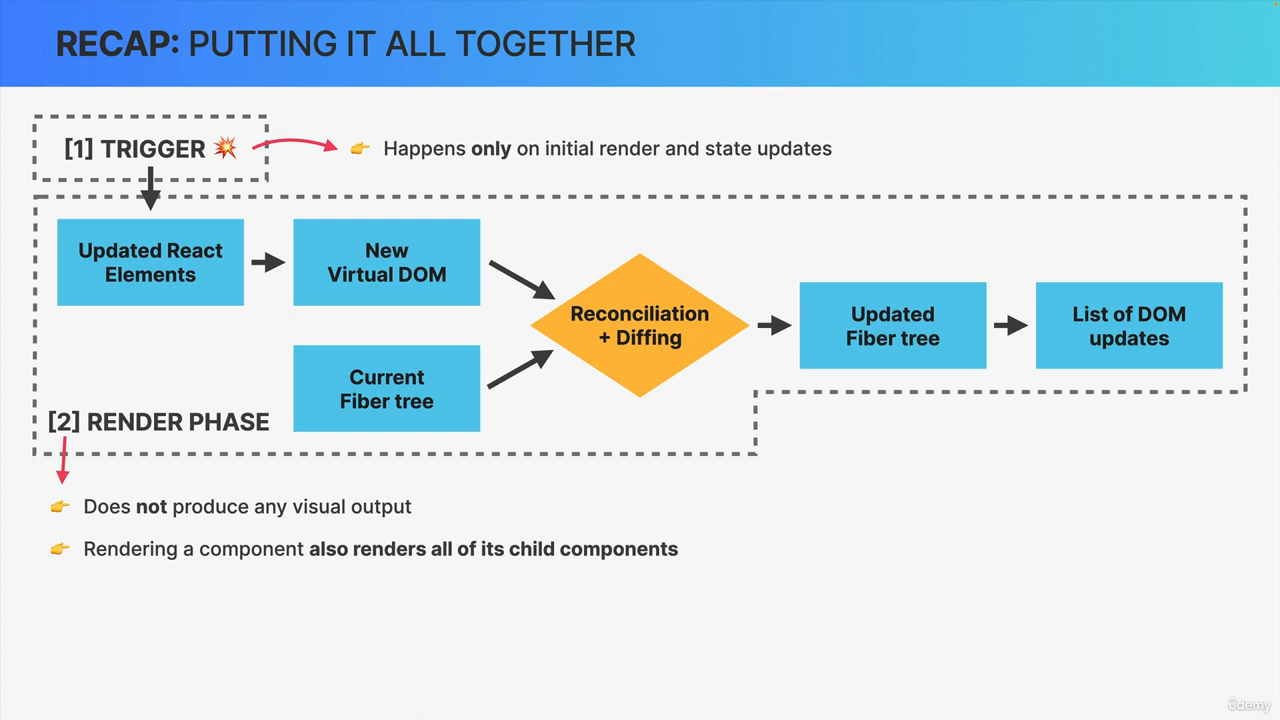 RECAP: PUTTING IT ALL TOGETHER
[1] TRIGGER 💥
👉 Happens only on initial render and state updates
Updated React
Elements
New
Virtual DOM
Current
Fiber tree
Reconciliation
+ Diffing
Updated
Fiber tree
List of DOM
updates
[2] RENDER PHASE
👉 Does not produce any visual output
👉 Rendering a component also renders all of its child components
ûdemy